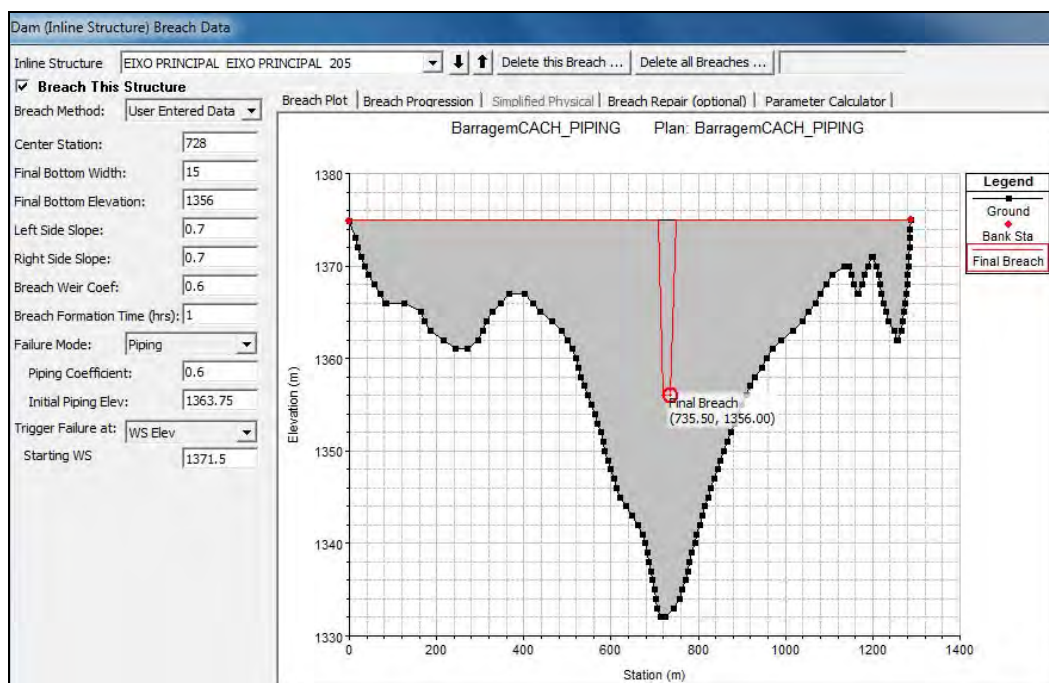 Dam (Inline Structure) Breach Data
Inline Structure EIXO PRINCIPAL EIXO PRINCIPAL 205 Delete this Breach ... Delete all Breaches ...
Breach This Structure
Breach Method: User Entered Data
Center Station: 728
Final Bottom Width: 15
Final Bottom Elevation: 1356
Left Side Slope: 0.7
Right Side Slope: 0.7
Breach Weir Coef: 0.6
Breach Formation Time (hrs): 1
Failure Mode: Piping
Piping Coefficient: 0.6
Initial Piping Elev: 1363.75
Trigger Failure at: WS Elev
Starting WS 1371.5
Breach Plot Breach Progression Simplified Physical Breach Repair (optional) Parameter Calculator
BarragemCACH_PIPING Plan: BarragemCACH_PIPING
1380
1370
1360
1350
1340
1330
Elevation (m)
Final Breach
(735.50, 1356.00)
0 200 400 600 800 1000 1200 1400
Station (m)
Legend
Ground
Bank Sta
Final Breach